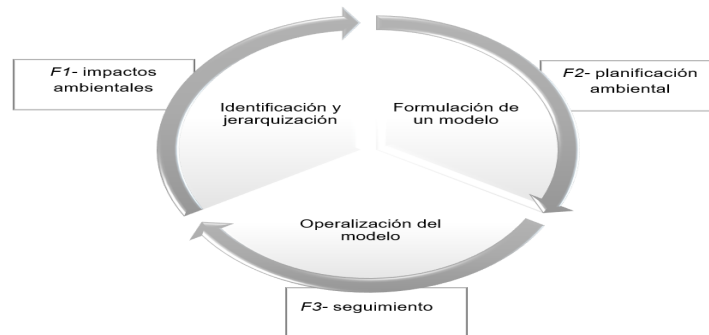 F1- impactos
ambientales
Identificación y
jerarquización
Formulación de
un modelo
F2- planificación
ambiental
Operalización del
modelo
F3- seguimiento